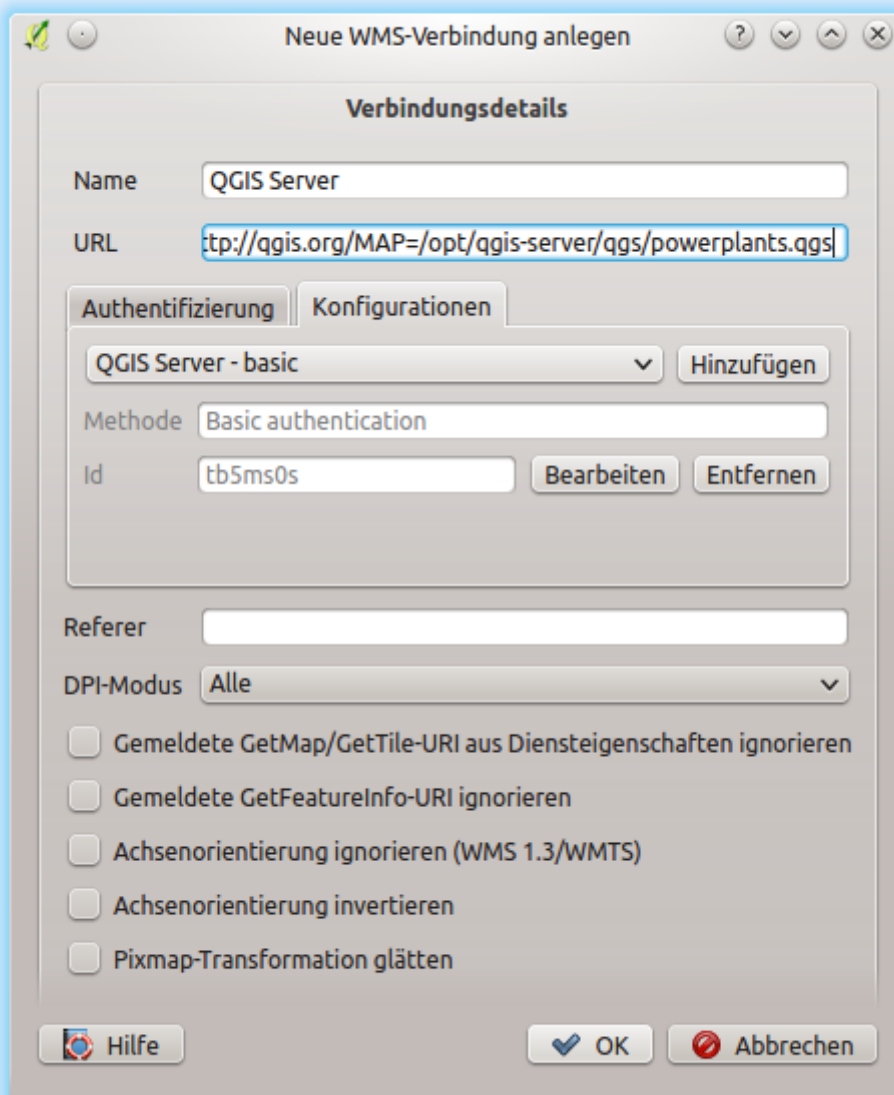 Neue WMS-Verbindung anlegen
Verbindungsdetails
Name QGIS Server
URL ttp://qgis.org/MAP=/opt/qgis-server/qgs/powerplants.qgs
Authentifizierung Konfigurationen
QGIS Server - basic Hinzufügen
Methode Basic authentication
Id tb5ms0s Bearbeiten Entfernen
Referer
DPI-Modus Alle
Gemeldete GetMap/GetTile-URI aus Diensteigenschaften ignorieren
Gemeldete GetFeatureInfo-URI ignorieren
Achsenorientierung ignorieren (WMS 1.3/WMTS)
Achsenorientierung invertieren
Pixmap-Transformation glätten
Hilfe OK Abbrechen